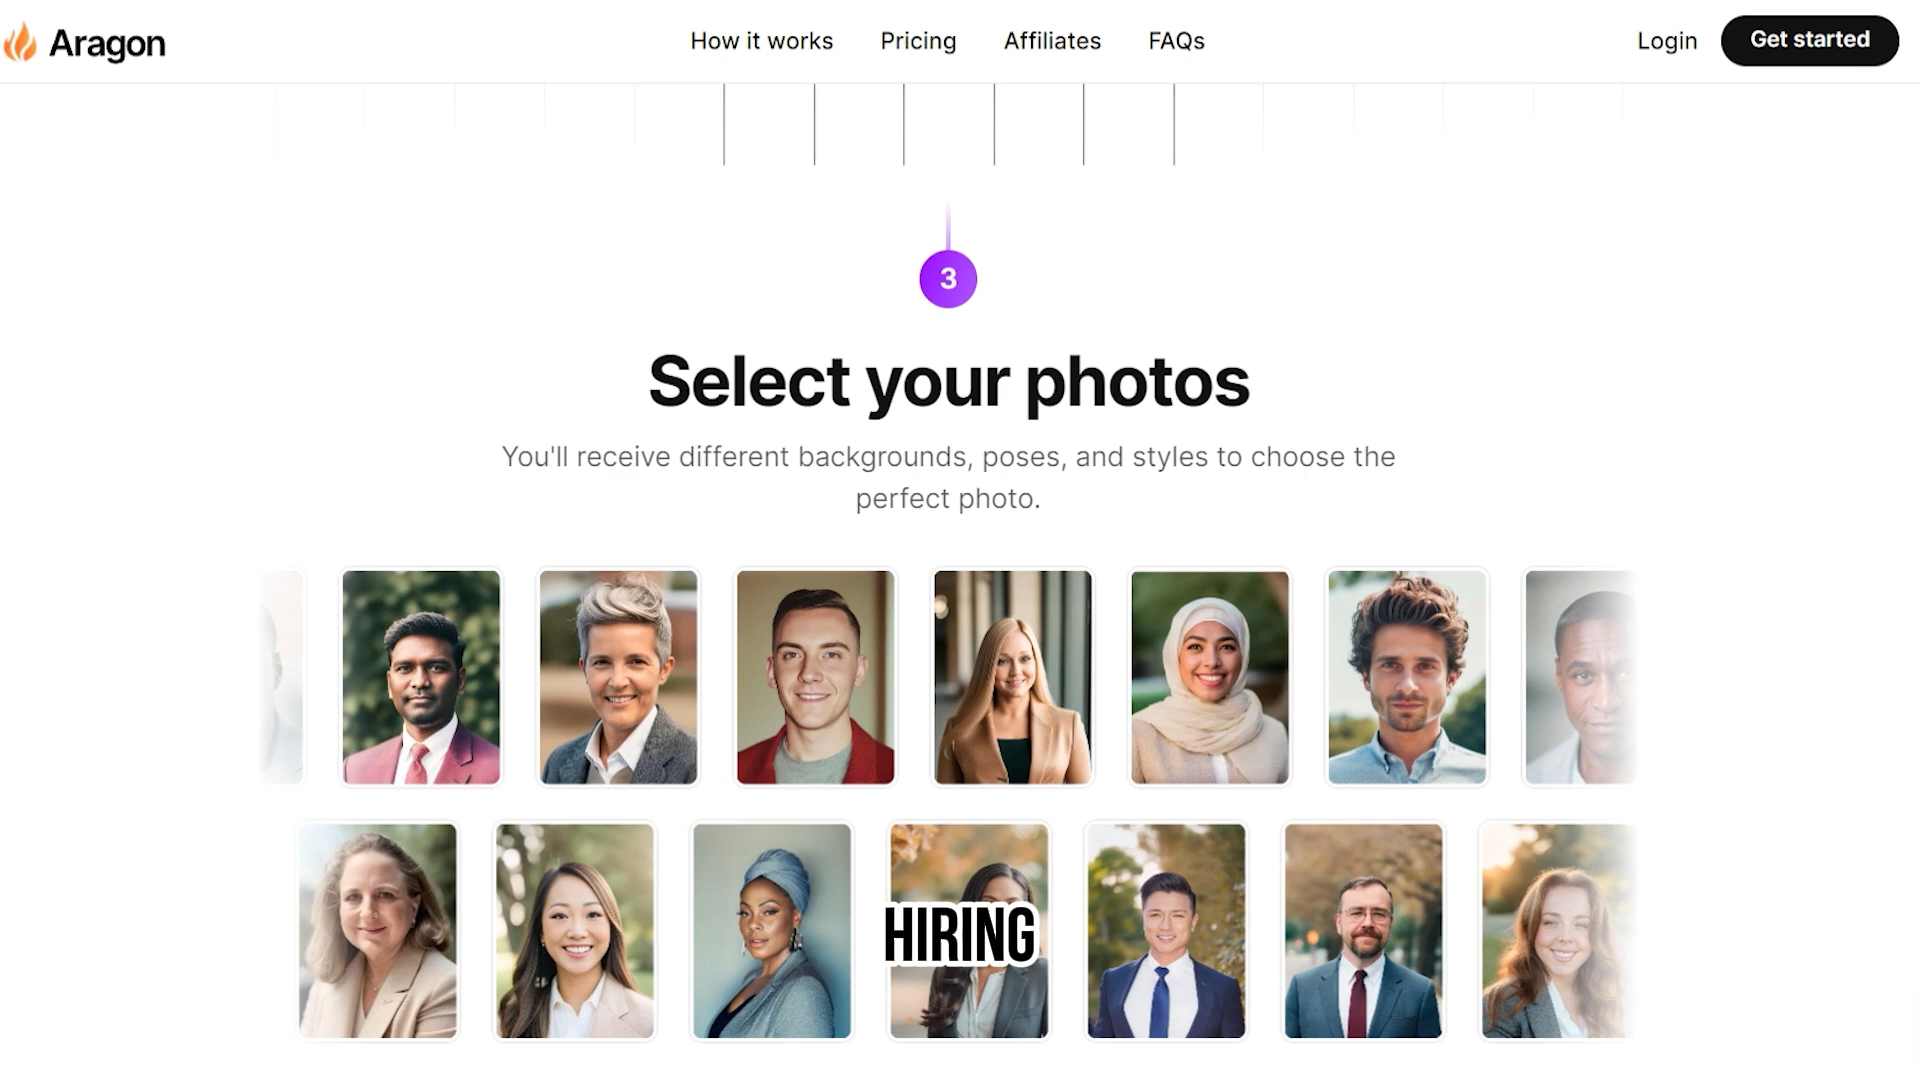 Aragon
How it works
Pricing
Affiliates
FAQs
Login
Get started
3
Select your photos
You'll receive different backgrounds, poses, and styles to choose the
perfect photo.
HIRING